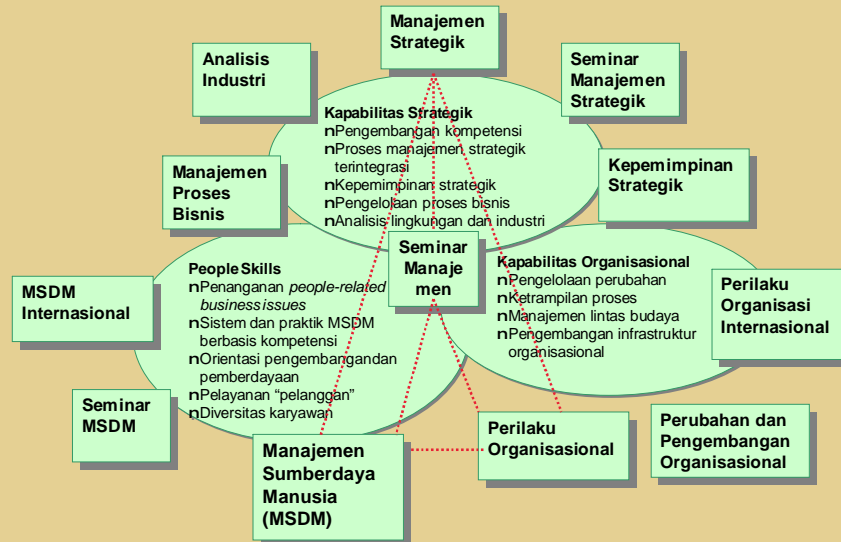 Manajemen
Strategik
Analisis
Industri
Seminar
Manajemen
Strategik
Kapabilitas Strategik
nPengembangan kompetensi
nProses manajemen strategik
terintegrasi
nKepemimpinan strategik
nPengelolaan proses bisnis
nAnalisis lingkungan dan industri
Manajemen
Proses
Bisnis
Kepemimpinan
Strategik
Seminar
Manaje
men
People Skills
nPenanganan people-related
business issues
nSistem dan praktik MSDM
berbasis kompetensi
nOrientasi pengembangandan
pemberdayaan
nPelayanan “pelanggan”
nDiversitas karyawan
Kapabilitas Organisasional
nPengelolaan perubahan
nKetrampilan proses
nManajemen lintas budaya
nPengembangan infrastruktur
organisasional
MSDM
Internasional
Perilaku
Organisasi
Internasional
Seminar
MSDM
Manajemen
Sumberdaya
Manusia
(MSDM)
Perilaku
Organisasional
Perubahan dan
Pengembangan
Organisasional